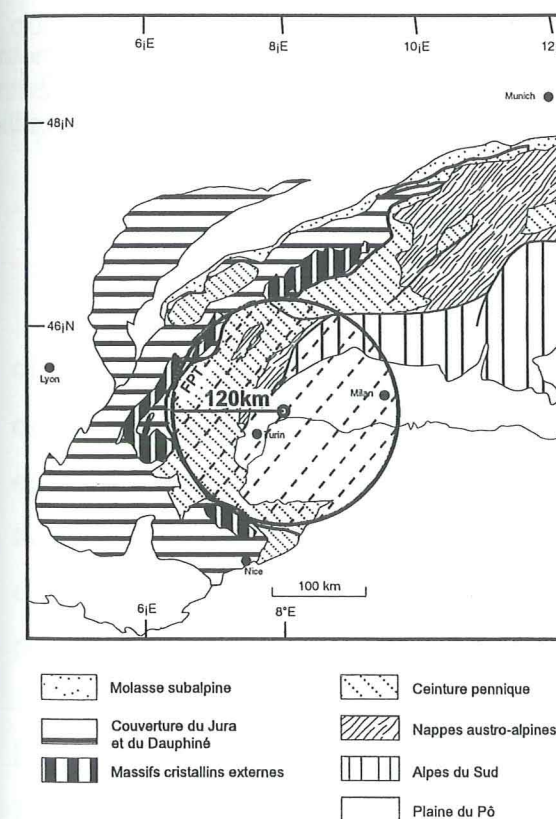 6¡E 8¡E 10¡E 12
Munich
48¡N
46¡N
Lyon
FP
120km
Milan
Turin
Nice
100 km
6¡E 8°E
Molasse subalpine
Couverture du Jura
et du Dauphiné
Massifs cristallins externes
Ceinture pennique
Nappes austro-alpines
Alpes du Sud
Plaine du Pô